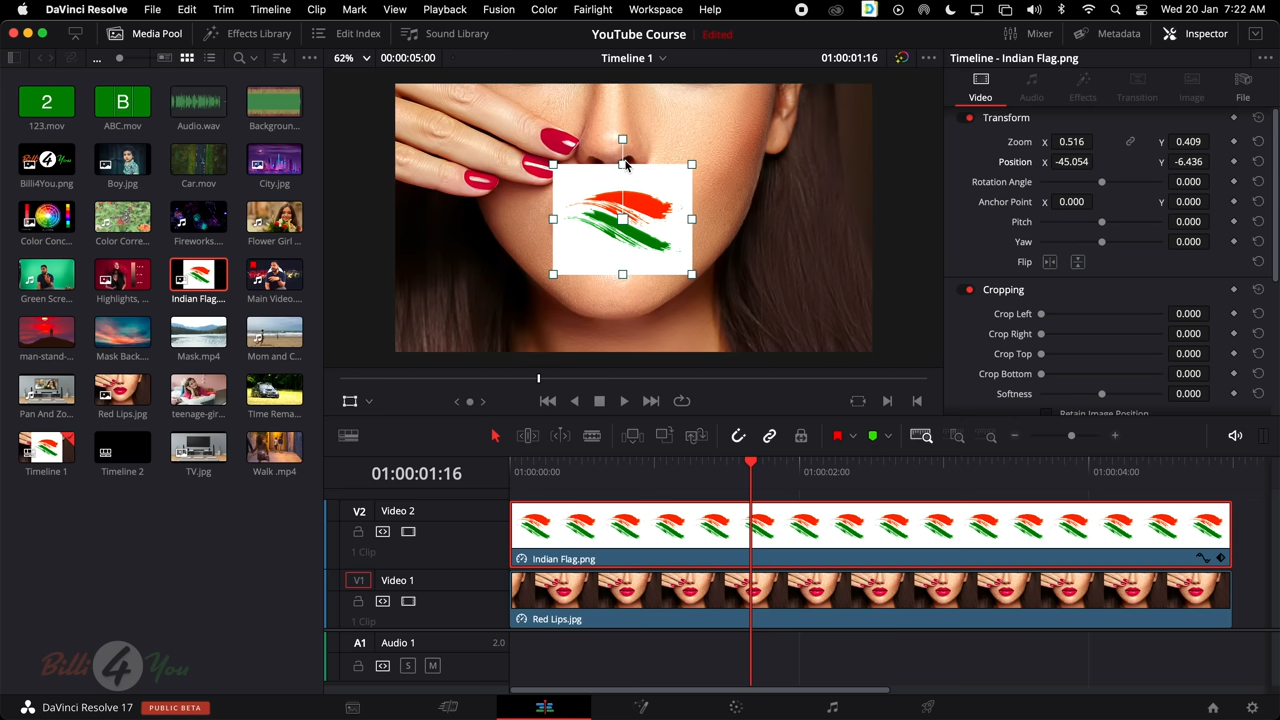 DaVinci Resolve File Edit Trim Timeline Clip Mark View Playback Fusion Color Fairlight Workspace Help Wed 20 Jan 7:22 AM
Media Pool Effects Library Edit Index Sound Library YouTube Course Edited Mixer Metadata Inspector
... 62% 00:00:05:00 Timeline 1 01:00:01:16 Timeline - Indian Flag.png
Video Audio Effects Transition Image File
2 B
123.mov ABC.mov Audio.wav Backgroun...
Billi4You.png Boy.jpg Car.mov City.jpg
Color Conc... Color Corre... Fireworks.... Flower Girl ...
Green Scre... Highlights, ... Indian Flag.... Main Video....
man-stand-... Mask Back.... Mask.mp4 Mom and C...
Pan And Zo... Red Lips.jpg teenage-gir... TIme Rema...
Timeline 1 Timeline 2 TV.jpg Walk .mp4
Transform
Zoom X 0.516 Y 0.409
Position X -45.054 Y -6.436
Rotation Angle 0.000
Anchor Point X 0.000 Y 0.000
Pitch 0.000
Yaw 0.000
Flip
Cropping
Crop Left 0.000
Crop Right 0.000
Crop Top 0.000
Crop Bottom 0.000
Softness 0.000
Retain Image Position
01:00:01:16 01:00:00:00 01:00:02:00 01:00:04:00
V2 Video 2
1 Clip
Indian Flag.png
V1 Video 1
1 Clip
Red Lips.jpg
A1 Audio 1 2.0
S M
Billi 4 You
DaVinci Resolve 17 PUBLIC BETA